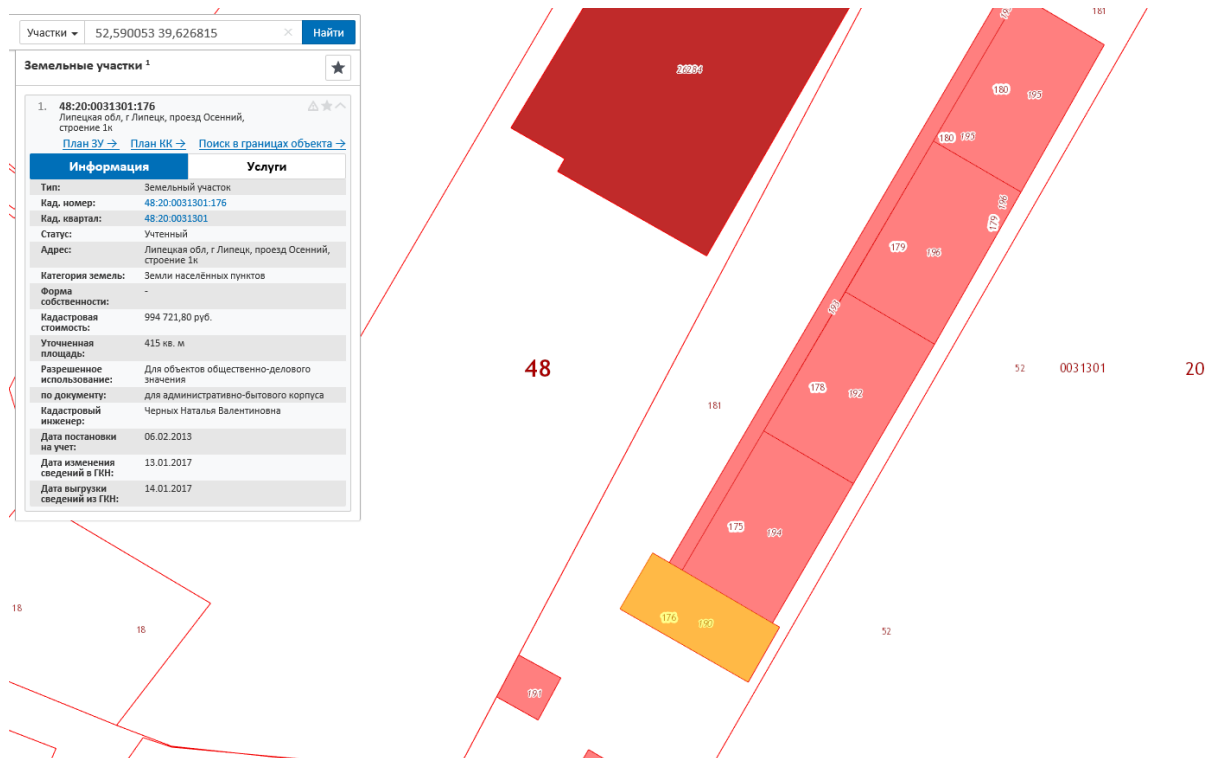 Участки 52,590053 39,626815 × Найти
Земельные участки 1
1. 48:20:0031301:176
Липецкая обл, г Липецк, проезд Осенний,
строение 1к
План ЗУ → План КК → Поиск в границах объекта →
Информация Услуги
Тип: Земельный участок
Кад. номер: 48:20:0031301:176
Кад. квартал: 48:20:0031301
Статус: Учтенный
Адрес: Липецкая обл, г Липецк, проезд Осенний,
строение 1к
Категория земель: Земли населённых пунктов
Форма -
собственности:
Кадастровая 994 721,80 руб.
стоимость:
Уточненная 415 кв. м
площадь:
Разрешенное Для объектов общественно-делового
использование: значения
по документу: для административно-бытового корпуса
Кадастровый Черных Наталья Валентиновна
инженер:
Дата постановки 06.02.2013
на учет:
Дата изменения 13.01.2017
сведений в ГКН:
Дата выгрузки 14.01.2017
сведений из ГКН:
181
26284
180 195
180 195
196
179
179 196
193
48
52 0031301 20
178 192
181
175 194
18
176 190
18
52
191